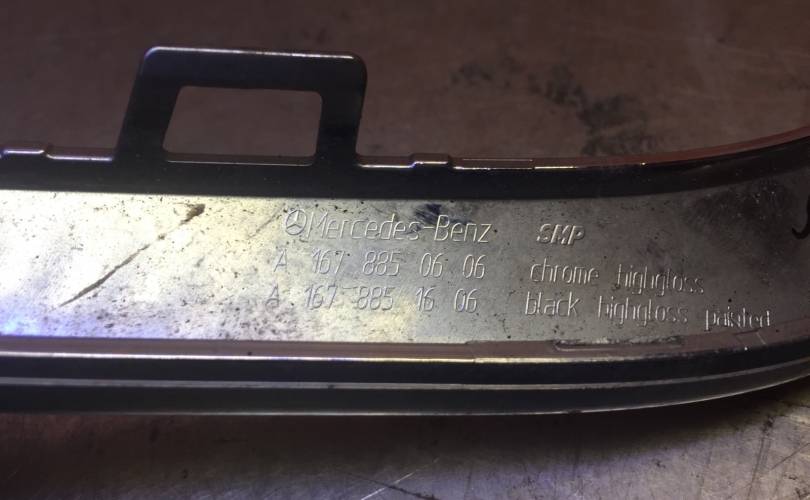 Mercedes-Benz SMP
A 167 885 06 06 chrome highgloss
A 167 885 16 06 black highgloss painted